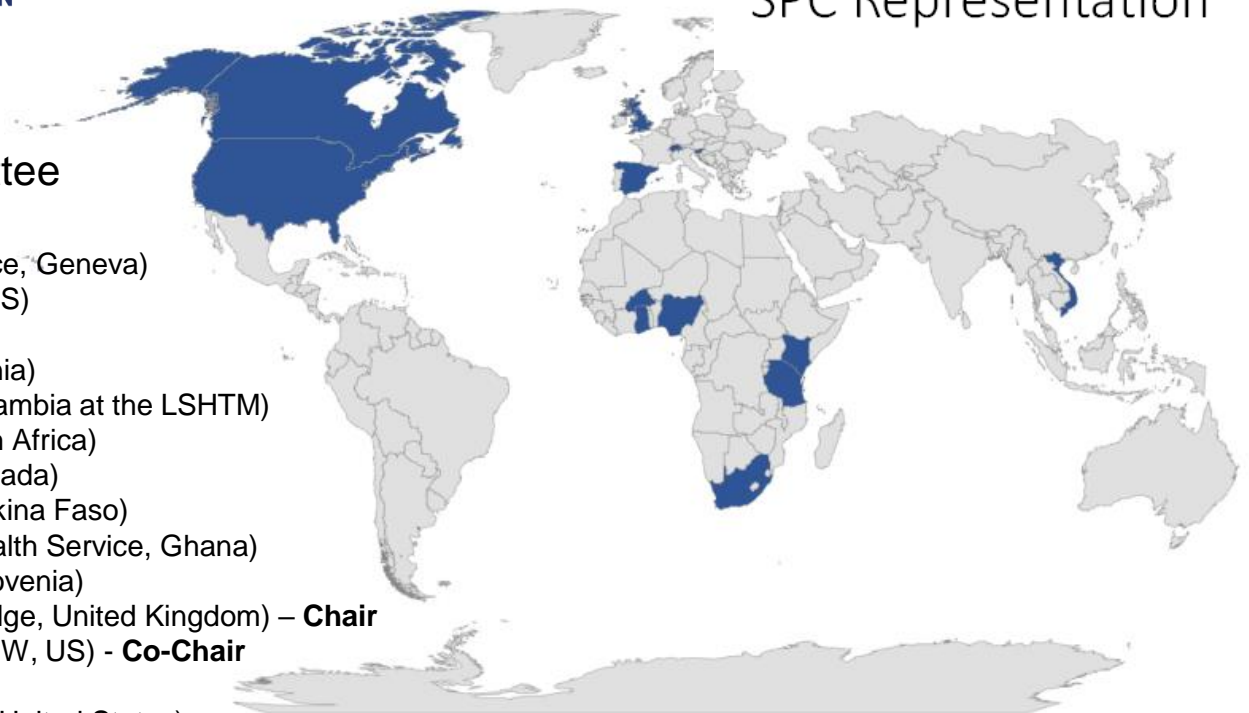 SPC Representation
tee
ce, Geneva)
S)
nia)
ambia at the LSHTM)
h Africa)
ada)
kina Faso)
alth Service, Ghana)
ovenia)
dge, United Kingdom) – Chair
W, US) - Co-Chair